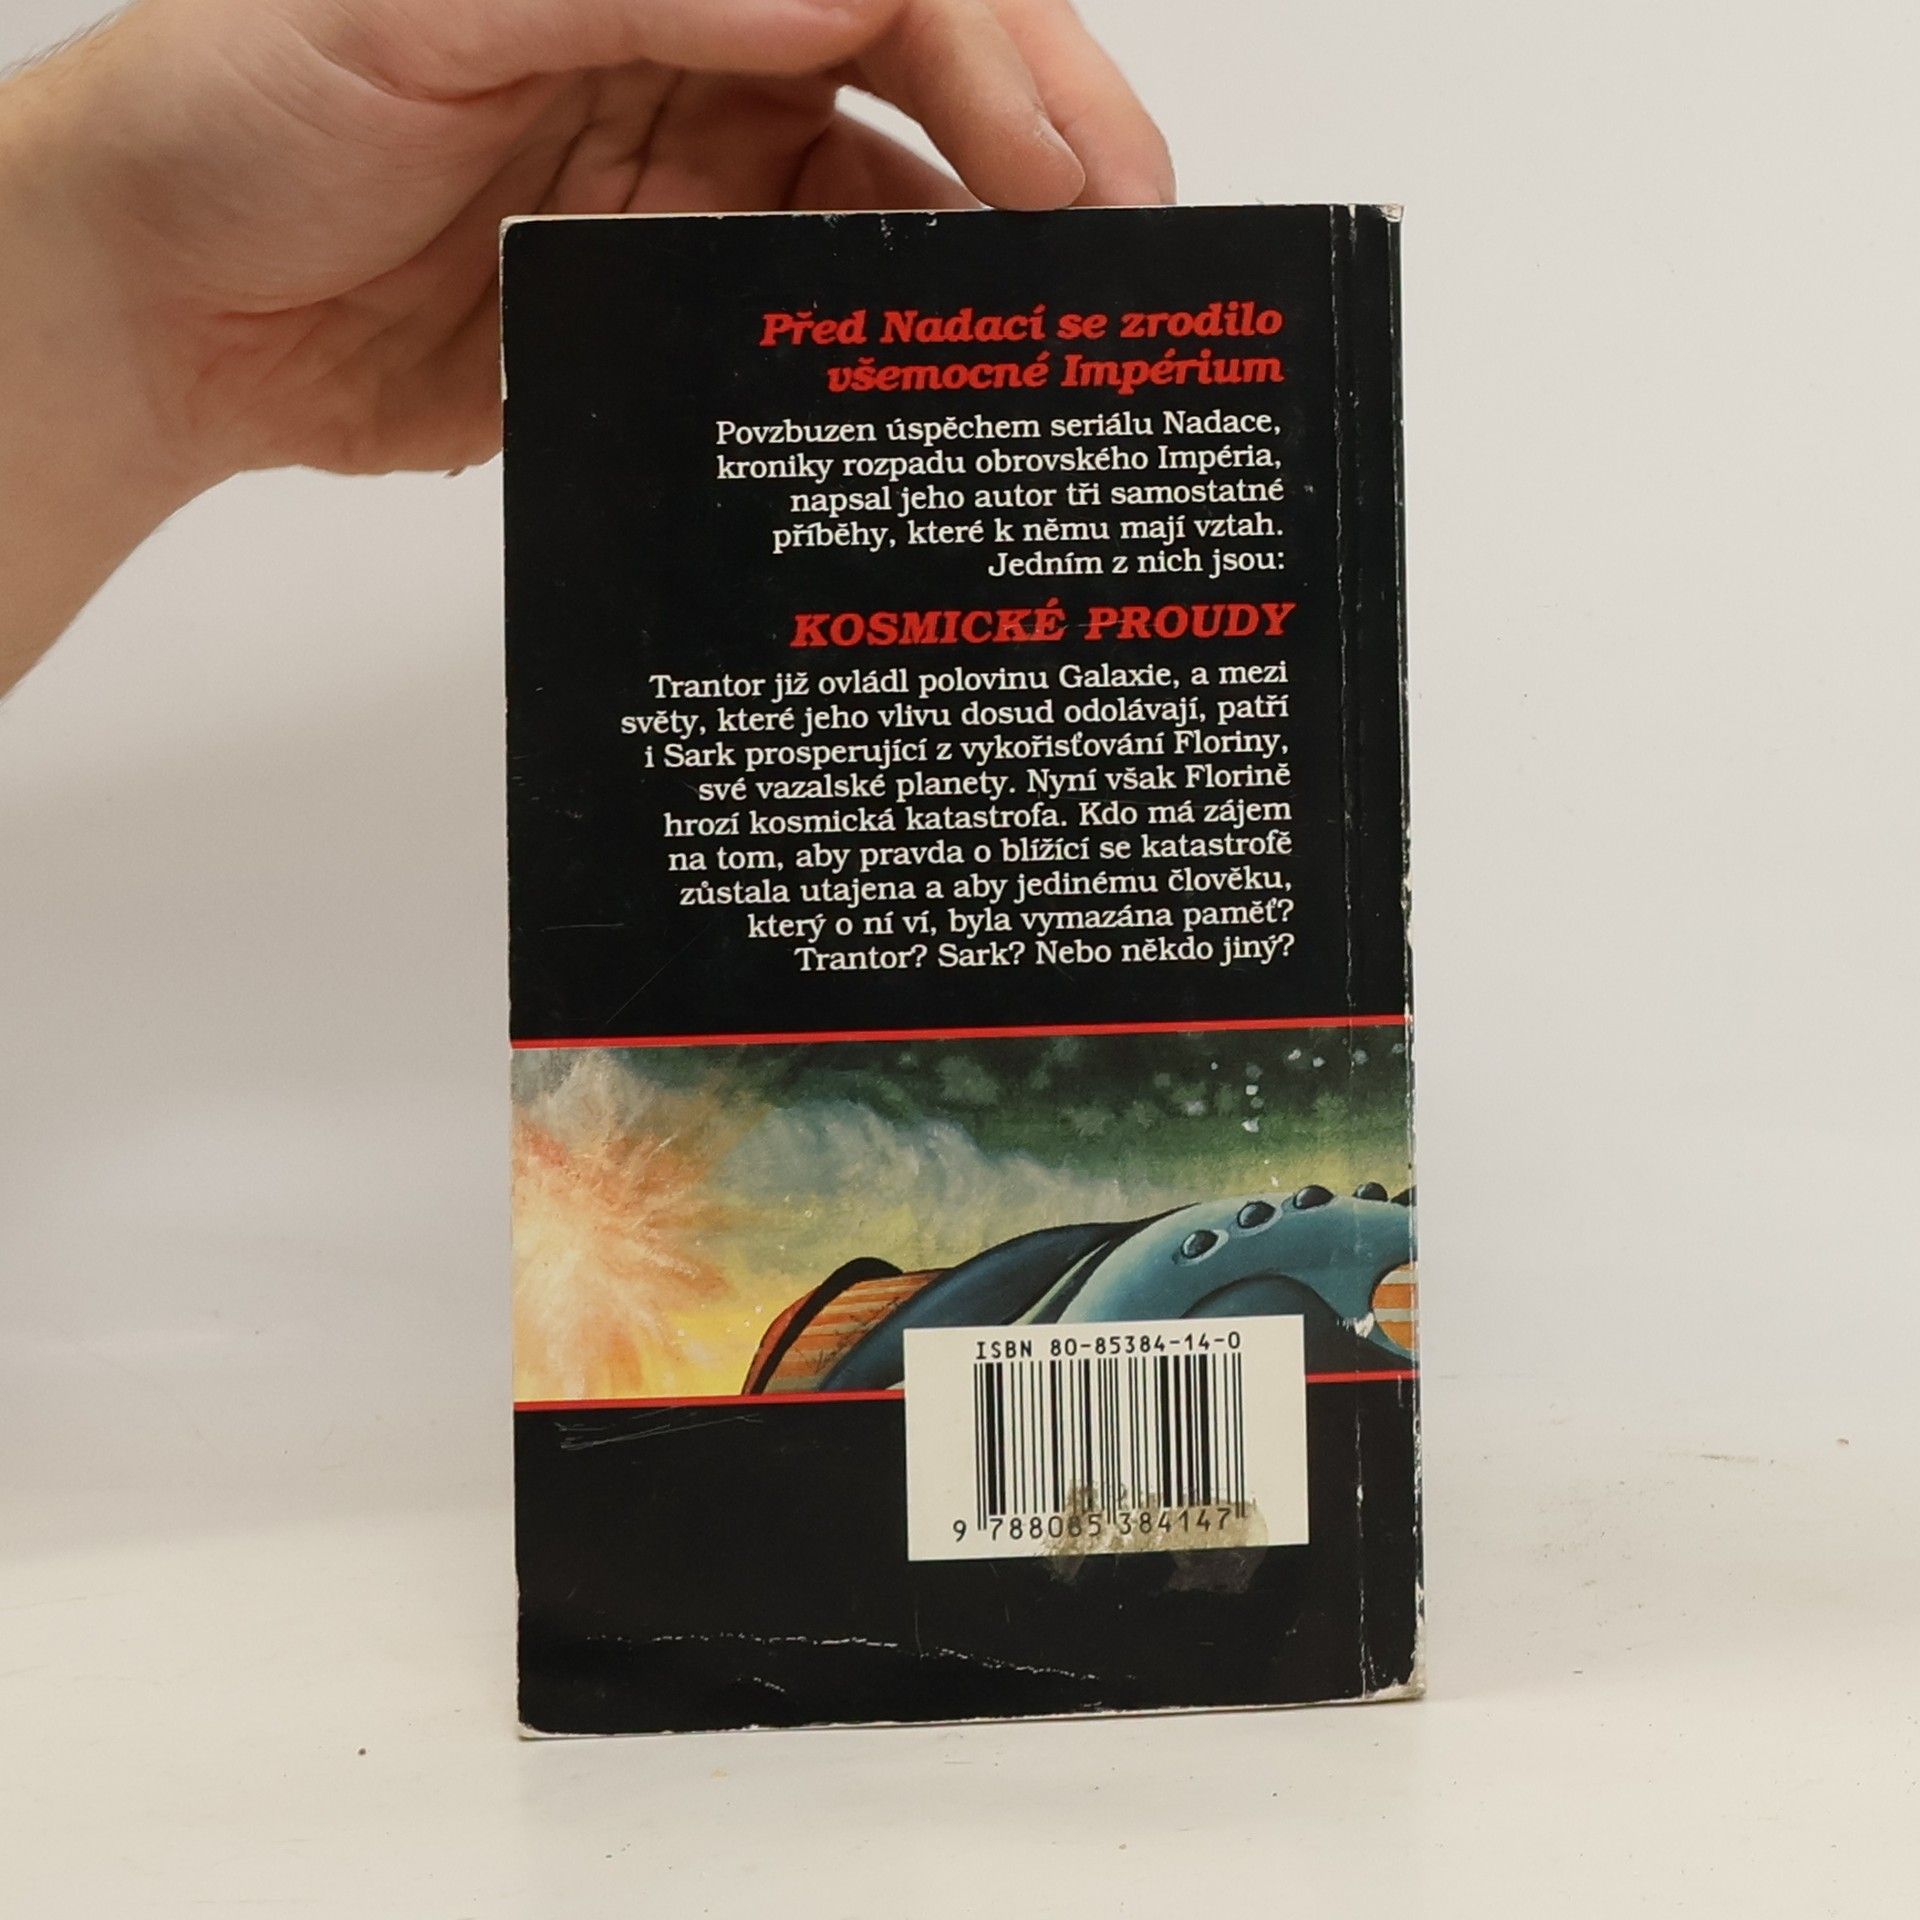 Před Nadací se zrodilo
všemocné Impérium
Povzbuzen úspěchem seriálu Nadace,
kroniky rozpadu obrovského Impéria,
napsal jeho autor tři samostatné
příběhy, které k němu mají vztah.
Jedním z nich jsou:
KOSMICKÉ PROUDY
Trantor již ovládl polovinu Galaxie, a mezi
světy, které jeho vlivu dosud odolávají, patří
i Sark prosperující z vykořisťování Floriny,
své vazalské planety. Nyní však Florině
hrozí kosmická katastrofa. Kdo má zájem
na tom, aby pravda o blížící se katastrofě
zůstala utajena a aby jedinému člověku,
který o ní ví, byla vymazána paměť?
Trantor? Sark? Nebo někdo jiný?
ISBN 80-85384-14-0
9 788085 384147